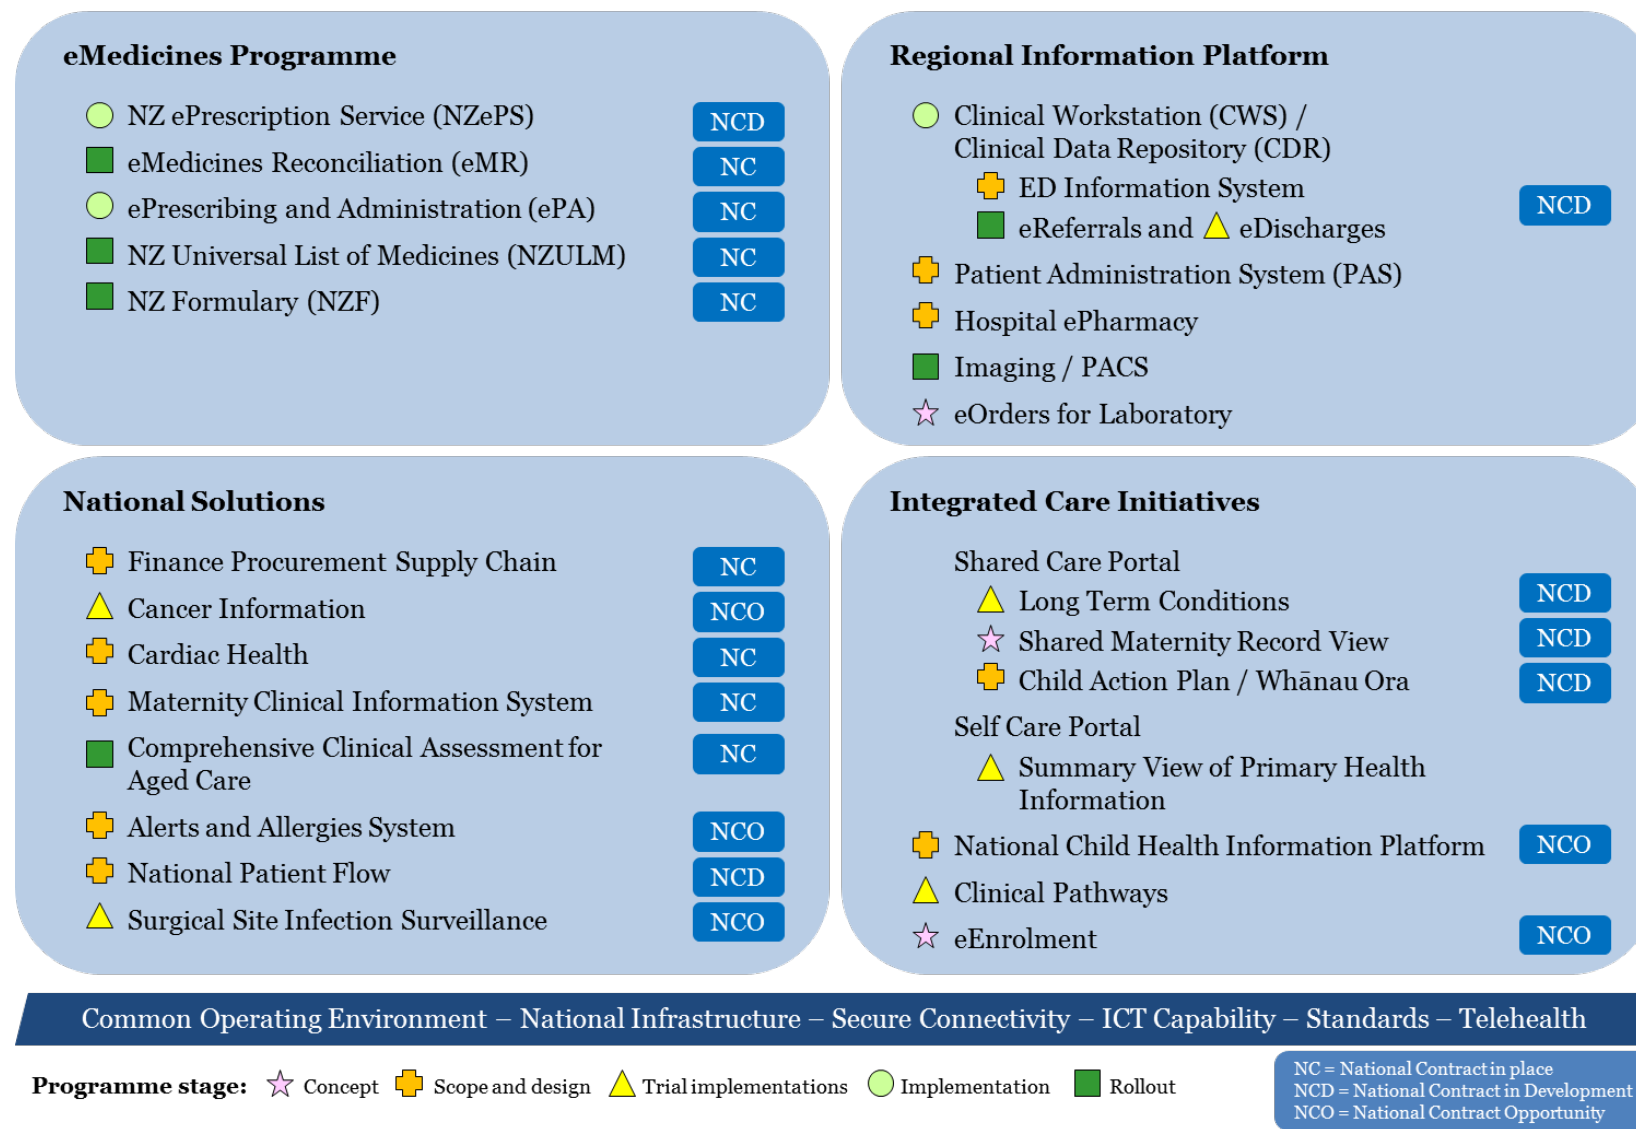 eMedicines Programme
NZ ePrescription Service (NZePS) NCD
eMedicines Reconciliation (eMR) NC
ePrescribing and Administration (ePA) NC
NZ Universal List of Medicines (NZULM) NC
NZ Formulary (NZF) NC
Regional Information Platform
Clinical Workstation (CWS) /
Clinical Data Repository (CDR)
ED Information System
NCD
eReferrals and eDischarges
Patient Administration System (PAS)
Hospital ePharmacy
Imaging / PACS
eOrders for Laboratory
National Solutions
Finance Procurement Supply Chain NC
Cancer Information NCO
Cardiac Health NC
Maternity Clinical Information System NC
Comprehensive Clinical Assessment for NC
Aged Care
Alerts and Allergies System NCO
National Patient Flow NCD
Surgical Site Infection Surveillance NCO
Integrated Care Initiatives
Shared Care Portal
Long Term Conditions NCD
Shared Maternity Record View NCD
Child Action Plan / Whānau Ora NCD
Self Care Portal
Summary View of Primary Health
Information
National Child Health Information Platform NCO
Clinical Pathways
eEnrolment NCO
Common Operating Environment – National Infrastructure – Secure Connectivity – ICT Capability – Standards – Telehealth
Programme stage: Concept Scope and design Trial implementations Implementation Rollout
NC = National Contract in place
NCD = National Contract in Development
NCO = National Contract Opportunity